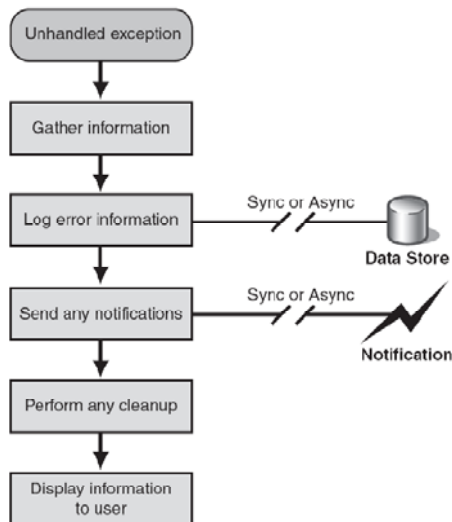 Unhandled exception
Gather information
Log error information
Sync or Async
Data Store
Send any notifications
Sync or Async
Notification
Perform any cleanup
Display information
to user